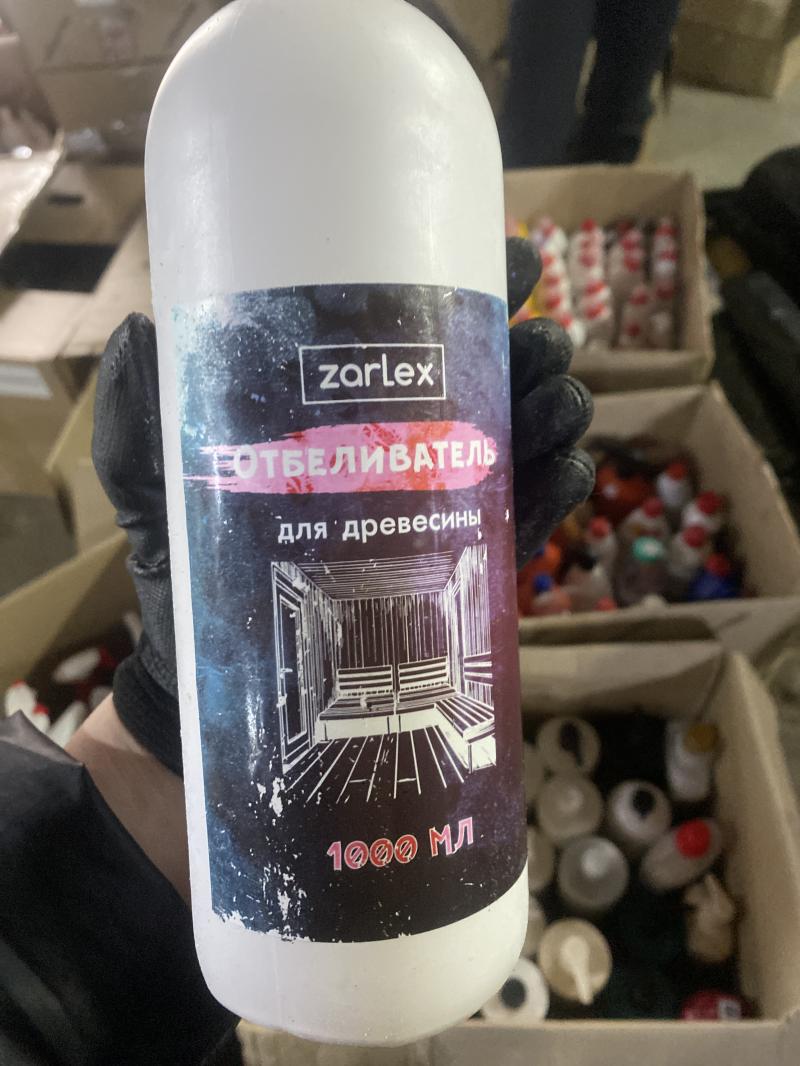 zarlex
Отбеливатель
для древесины
1000 мл